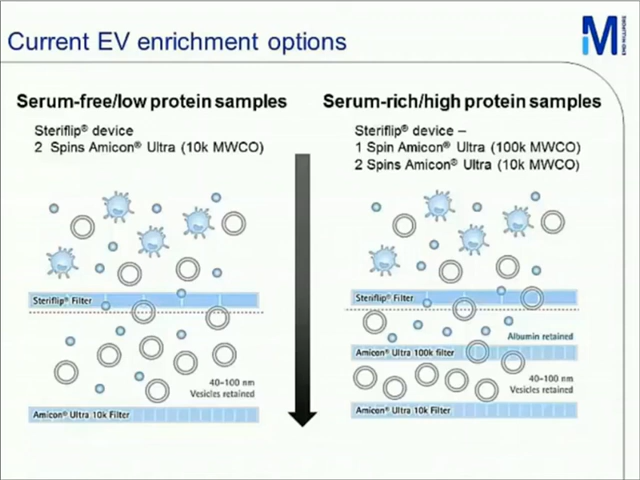 Current EV enrichment options
M
EMD MILLIPORE
Serum-free/low protein samples
Steriflip® device
2 Spins Amicon® Ultra (10k MWCO)
Steriflip® Filter
40–100 nm
Vesicles retained
Amicon® Ultra 10k Filter
Serum-rich/high protein samples
Steriflip® device –
1 Spin Amicon® Ultra (100k MWCO)
2 Spins Amicon® Ultra (10k MWCO)
Steriflip® Filter
Albumin retained
Amicon® Ultra 100k filter
40–100 nm
Vesicles retained
Amicon® Ultra 10k Filter